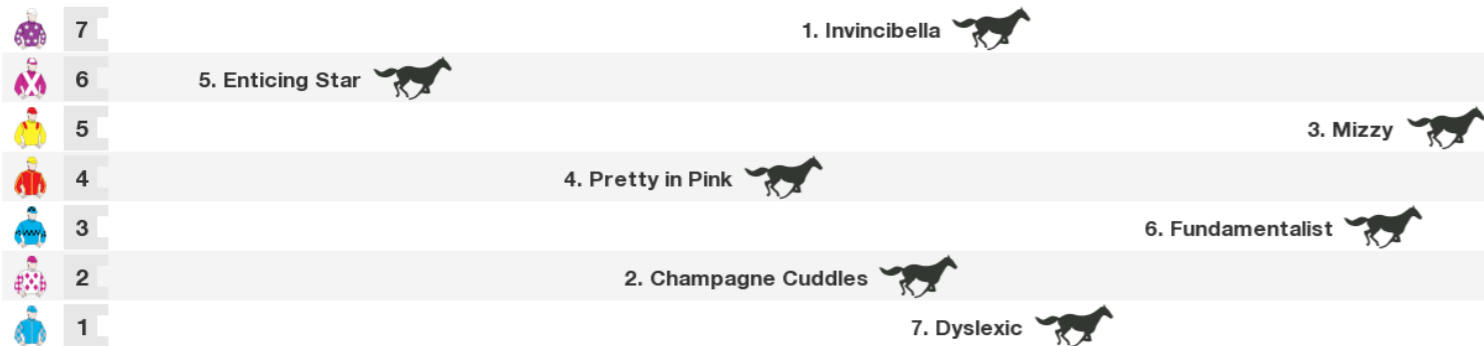 7 1. Invincibella
6 5. Enticing Star
5 3. Mizzy
4 4. Pretty in Pink
3 6. Fundamentalist
2 2. Champagne Cuddles
1 7. Dyslexic